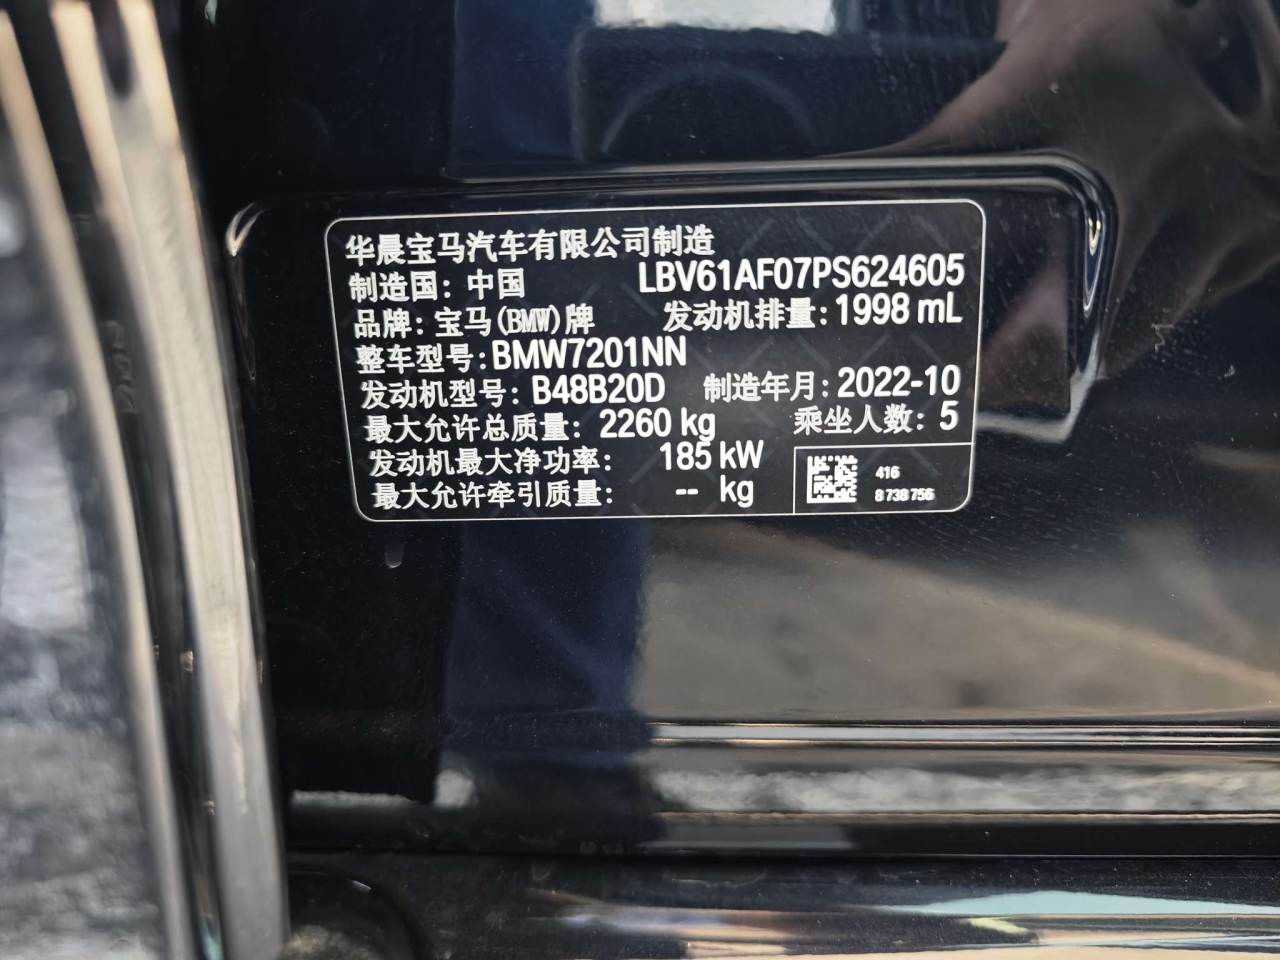 华晨宝马汽车有限公司制造
制造国：中国 LBV61AF07PS624605
品牌：宝马(BMW)牌 发动机排量：1998 mL
整车型号：BMW7201NN
发动机型号：B48B20D 制造年月：2022-10
最大允许总质量：2260 kg 乘坐人数：5
发动机最大净功率：185 kW
最大允许牵引质量：-- kg
416
8 738 756